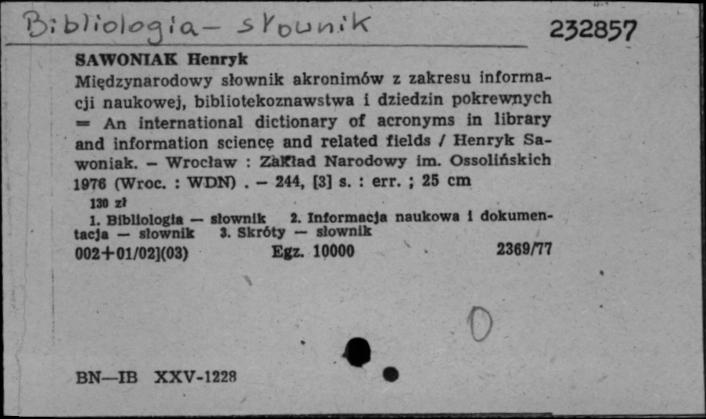 Bibliologia - słownik
232857
SAWONIAK Henryk
Międzynarodowy słownik akronimów z zakresu informa-
cji naukowej, bibliotekoznawstwa i dziedzin pokrewnych
= An international dictionary of acronyms in library
and information science and related fields / Henryk Sa-
woniak. — Wrocław : Zakład Narodowy im. Ossolińskich
1976 (Wroc. : WDN) . — 244, [3] s. : err. ; 25 cm
130 zł
1. Bibliologia — słownik 2. Informacja naukowa i dokumen-
tacja — słownik 3. Skróty — słownik
002+01/02](03) Egz. 10000 2369/77
0
BN—IB XXV-1228